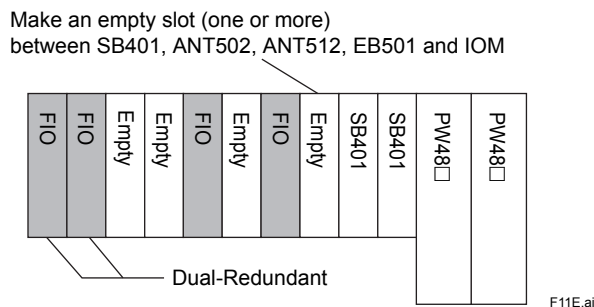 Make an empty slot (one or more)
between SB401, ANT502, ANT512, EB501 and IOM
FIO
FIO
Empty
Empty
FIO
Empty
FIO
Empty
SB401
SB401
PW48□
PW48□
Dual-Redundant
F11E.ai